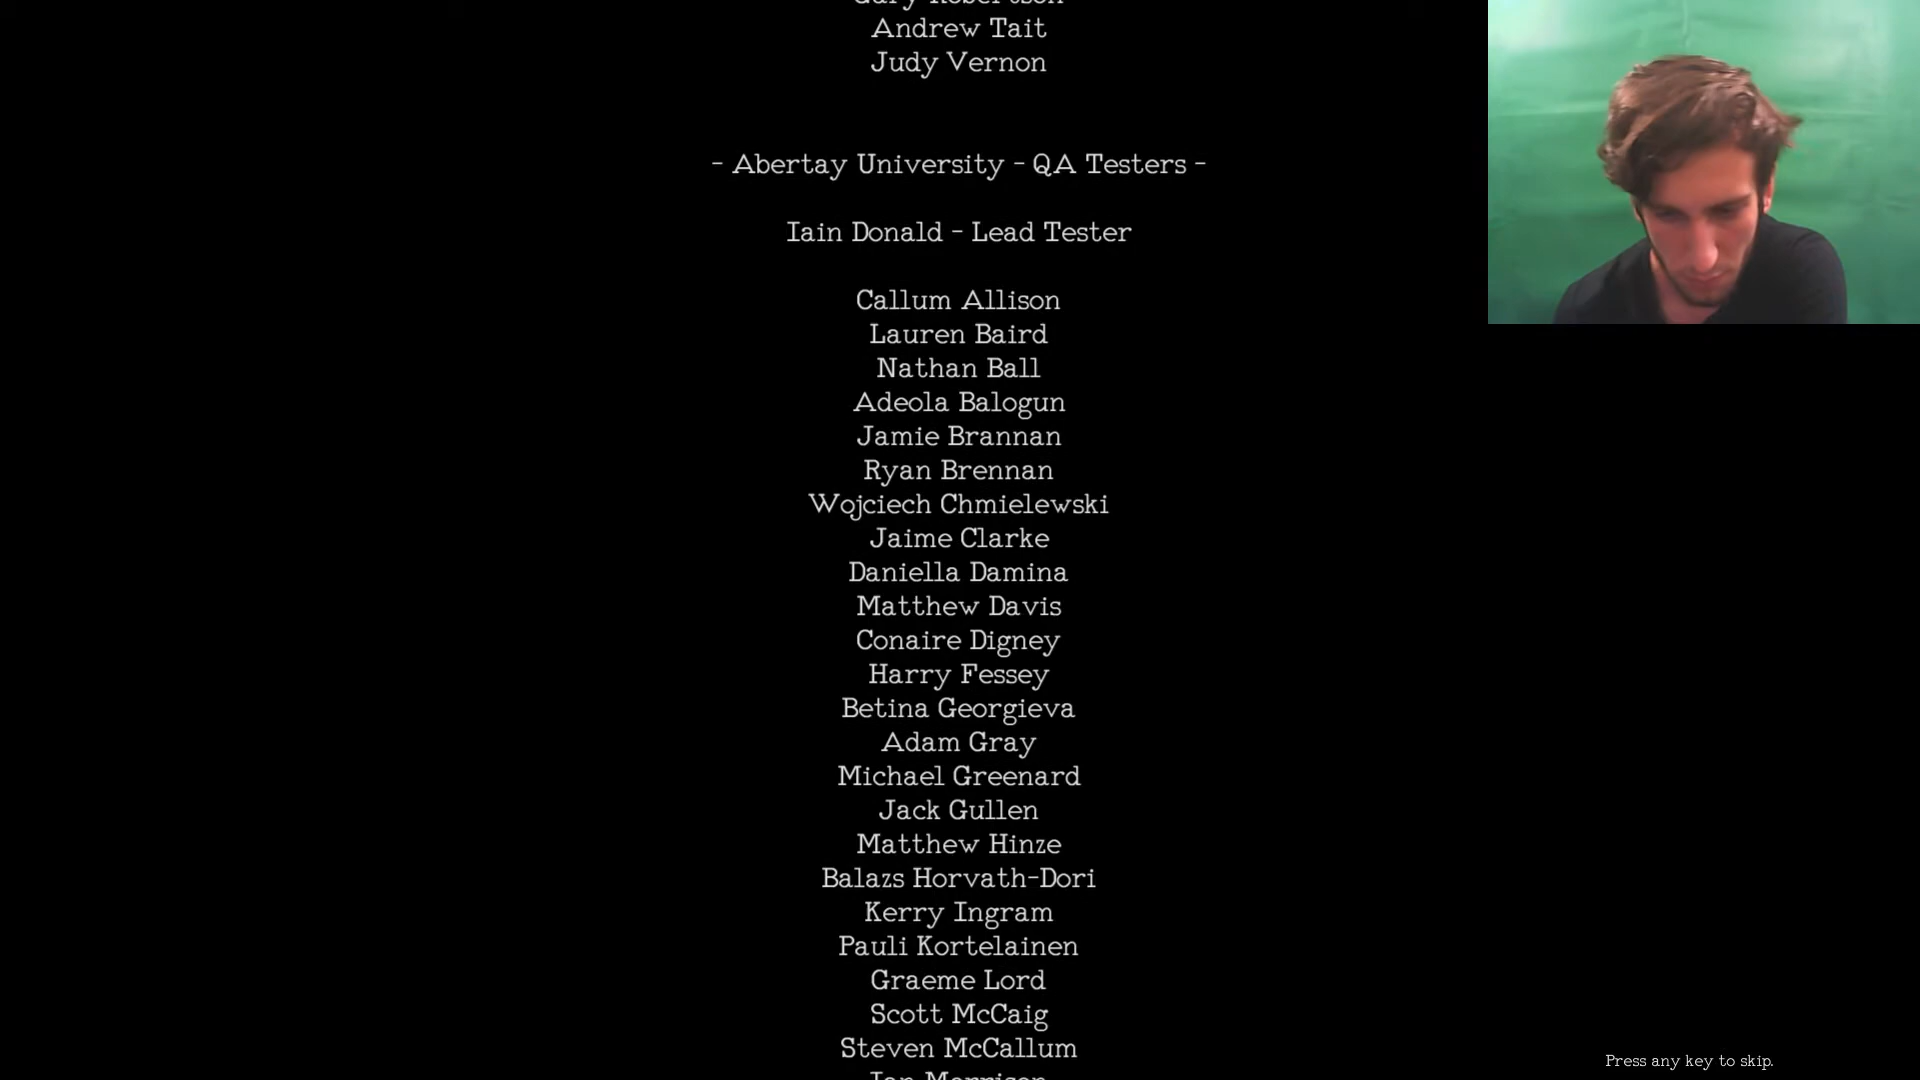 Andrew Tait
Judy Vernon
- Abertay University - QA Testers -
Iain Donald - Lead Tester
Callum Allison
Lauren Baird
Nathan Ball
Adeola Balogun
Jamie Brannan
Ryan Brennan
Wojciech Chmielewski
Jaime Clarke
Daniella Damina
Matthew Davis
Conaire Digney
Harry Fessey
Betina Georgieva
Adam Gray
Michael Greenard
Jack Gullen
Matthew Hinze
Balazs Horvath-Dori
Kerry Ingram
Pauli Kortelainen
Graeme Lord
Scott McCaig
Steven McCallum
Press any key to skip.